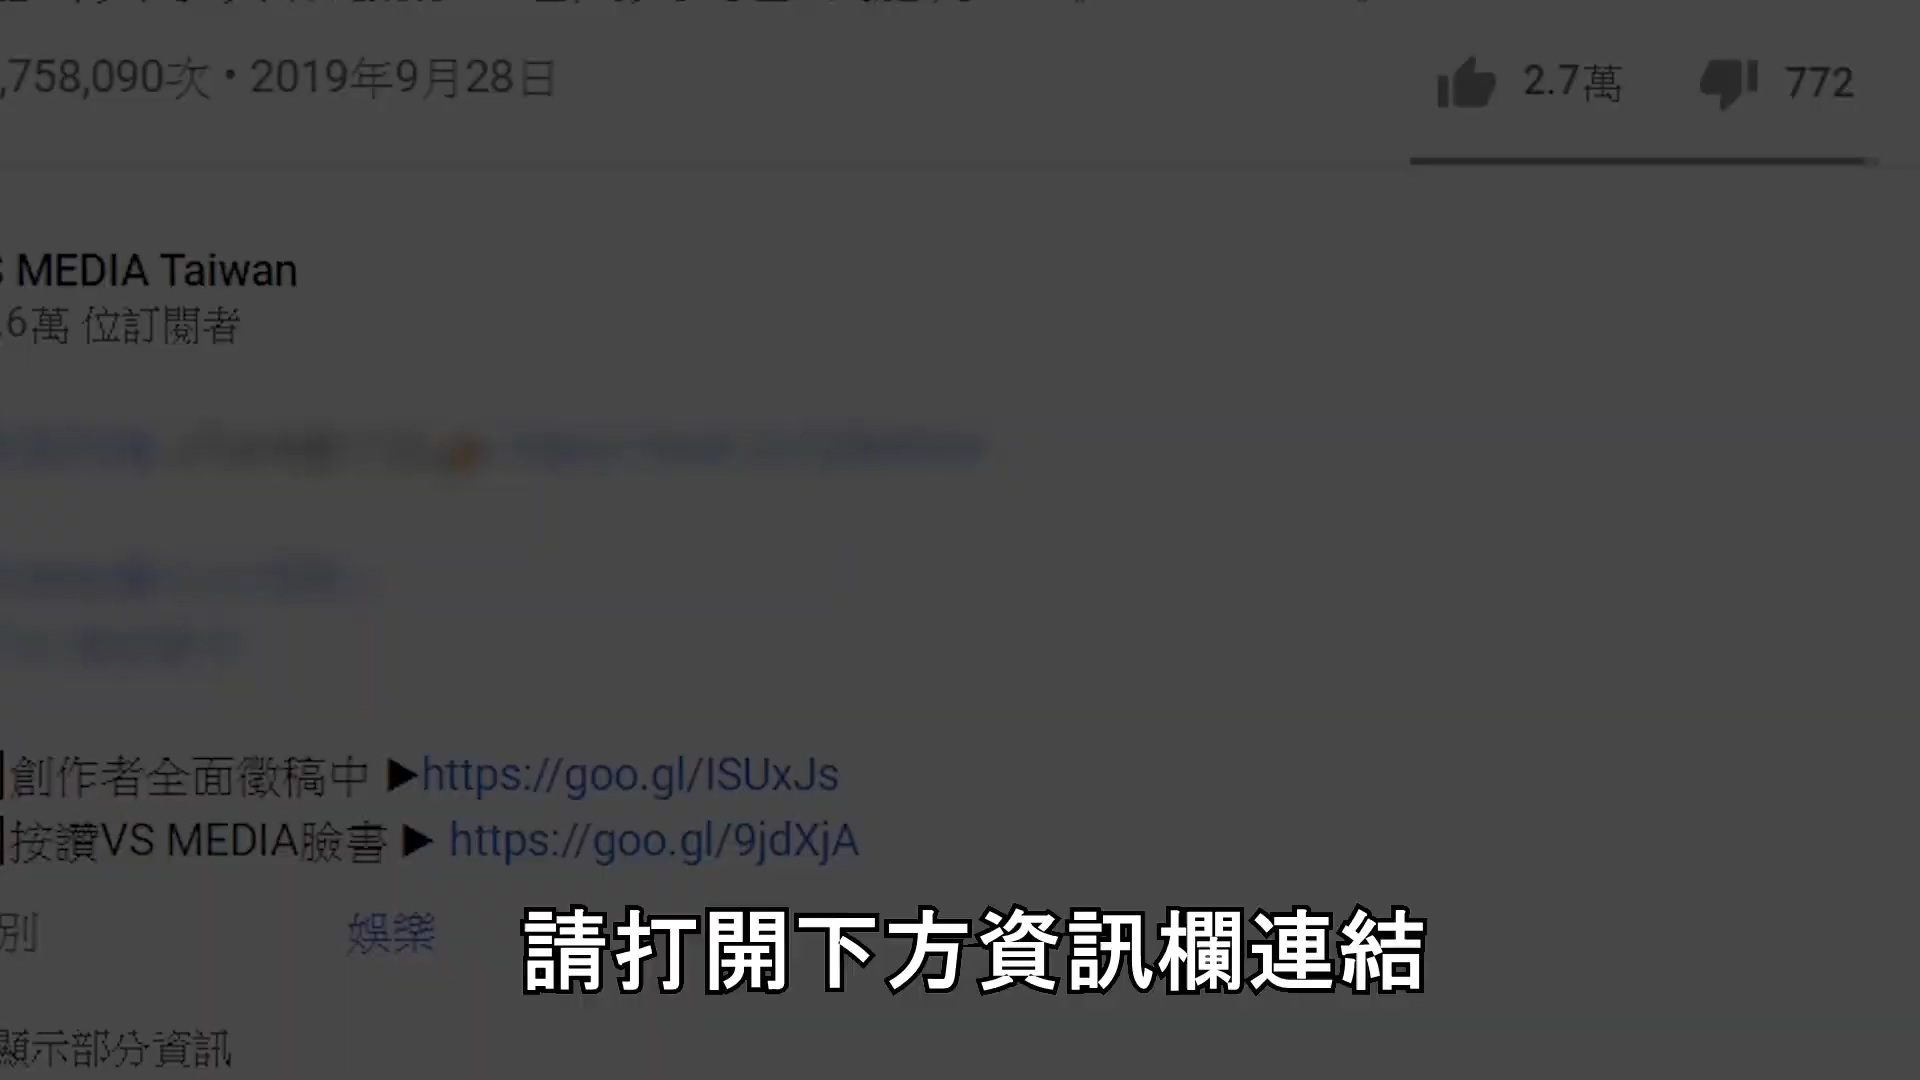 ,758,090次 • 2019年9月28日
2.7萬
772
MEDIA Taiwan
6萬 位訂閱者
創作者全面徵稿中 ▶https://goo.gl/ISUxJs
按讚VS MEDIA臉書 ▶ https://goo.gl/9jdXjA
別 娛樂
請打開下方資訊欄連結
顯示部分資訊